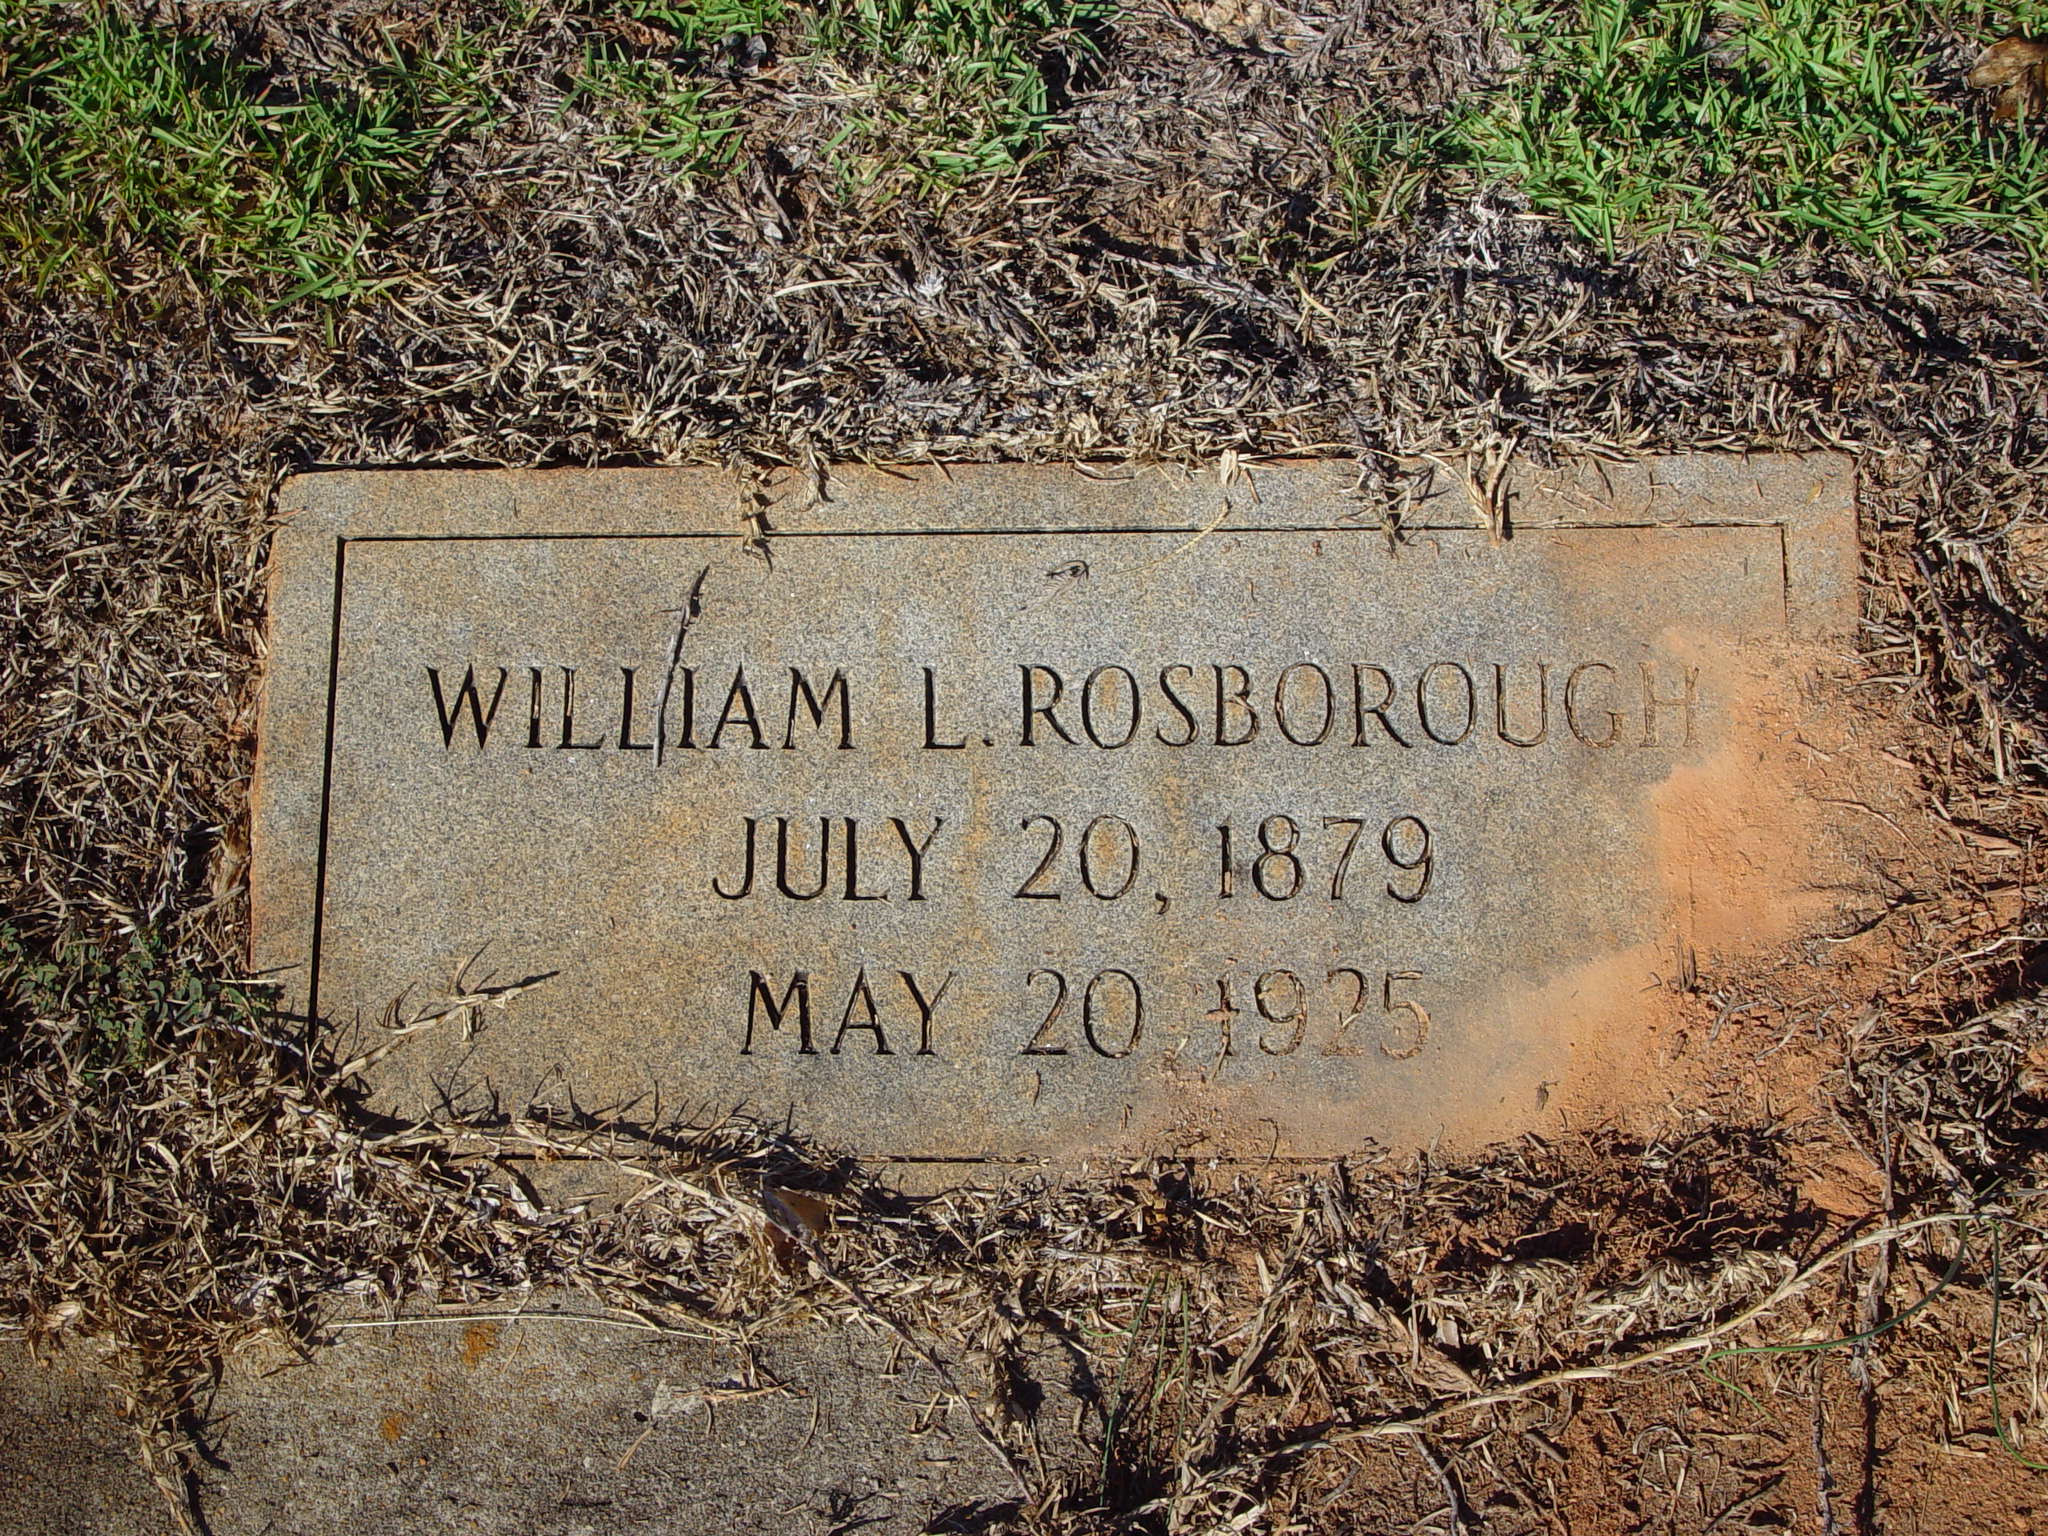 WILLIAM L. ROSBOROUGH
JULY 20, 1879
MAY 20, 1925